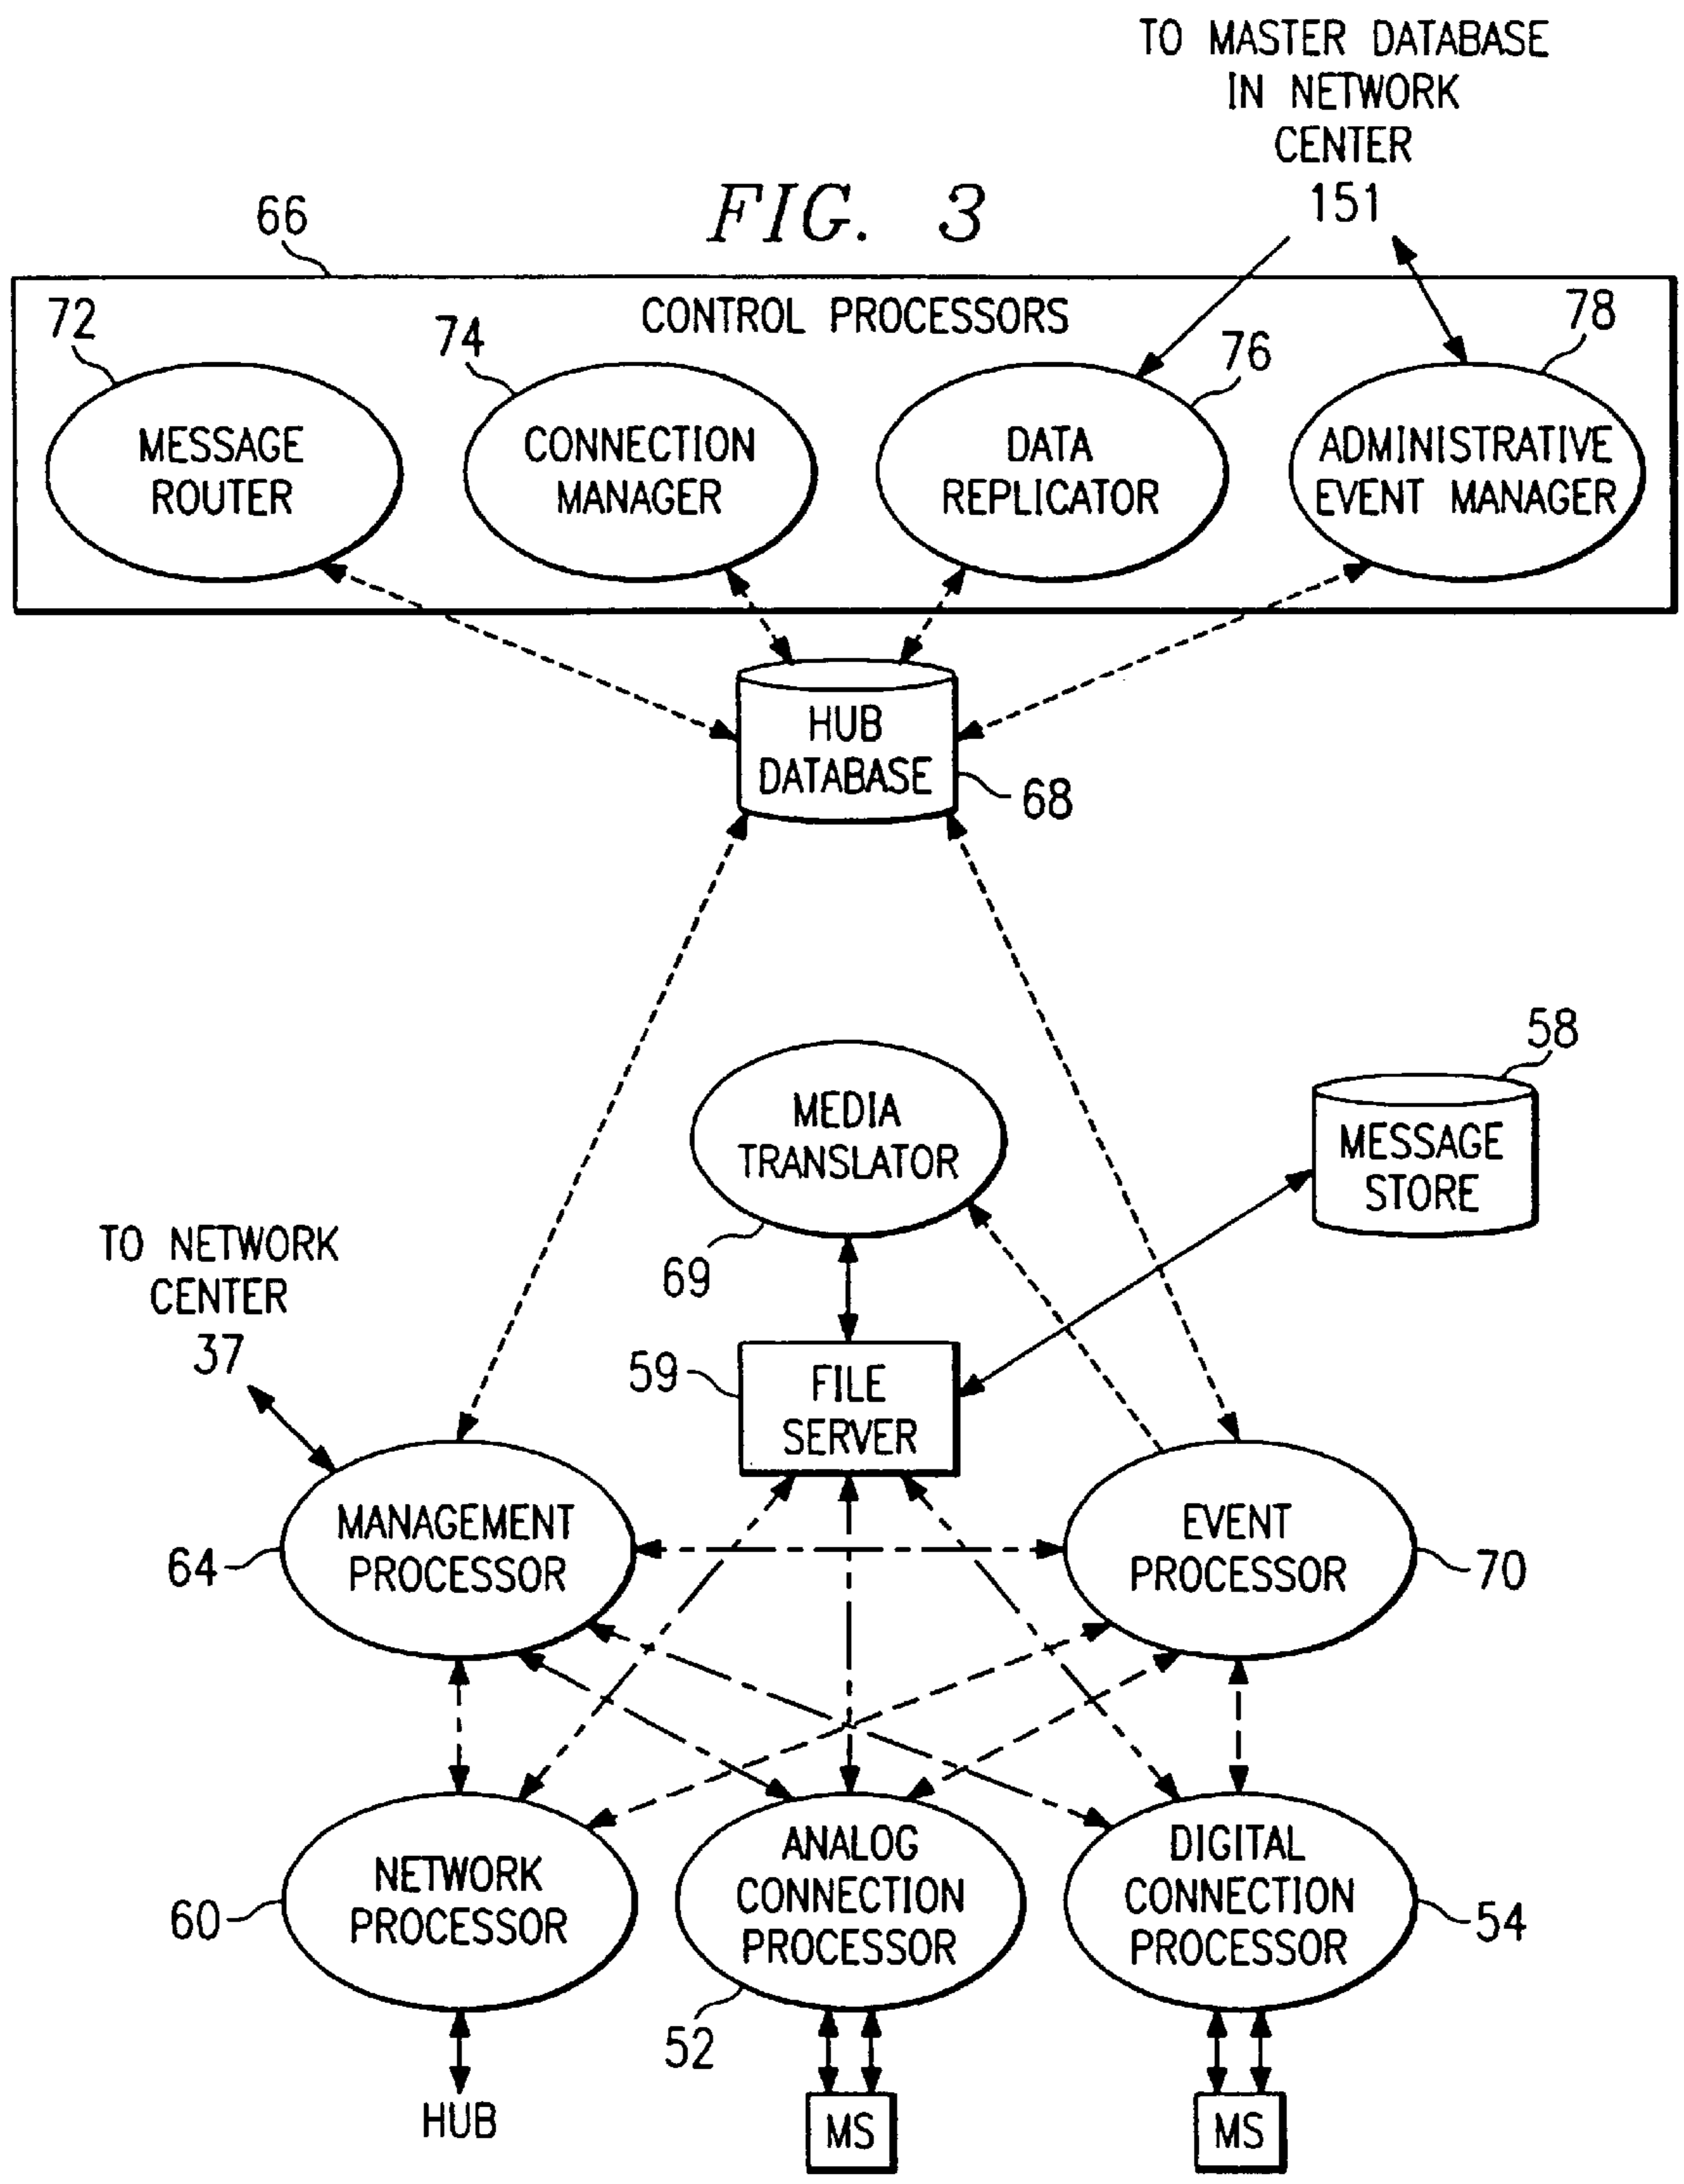 TO MASTER DATABASE
IN NETWORK
CENTER
151
FIG. 3
66
CONTROL PROCESSORS
72
74
76
78
MESSAGE
ROUTER
CONNECTION
MANAGER
DATA
REPLICATOR
ADMINISTRATIVE
EVENT MANAGER
HUB
DATABASE
68
58
MEDIA
TRANSLATOR
MESSAGE
STORE
69
TO NETWORK
CENTER
37
59
FILE
SERVER
MANAGEMENT
PROCESSOR
64
EVENT
PROCESSOR
70
NETWORK
PROCESSOR
60
ANALOG
CONNECTION
PROCESSOR
52
DIGITAL
CONNECTION
PROCESSOR
54
HUB
MS
MS